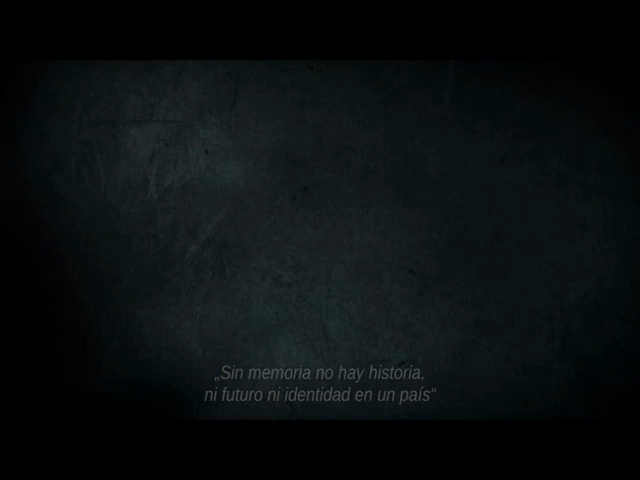 „Sin memoria no hay historia,
ni futuro ni identidad en un país“